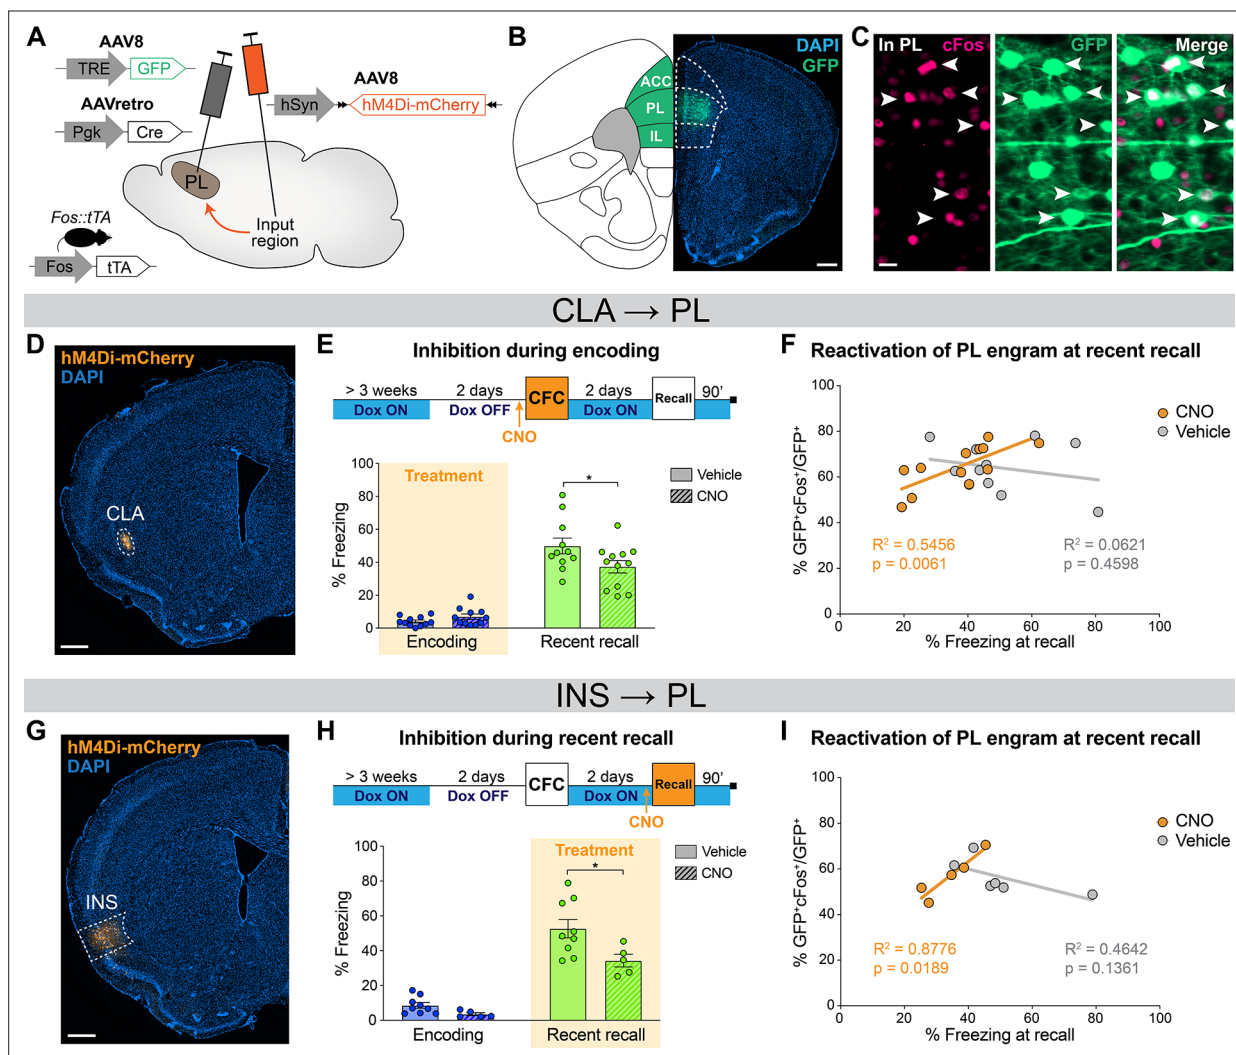 A
AAV8
TRE
GFP
AAVretro
Pgk
Cre
AAV8
hSyn
hM4Di-mCherry
PL
Input
region
Fos::tTA
Fos
tTA
B
DAPI
GFP
ACC
PL
IL
C
In PL
cFos
GFP
Merge
CLA → PL
D
hM4Di-mCherry
DAPI
CLA
E
Inhibition during encoding
> 3 weeks
2 days
2 days
90'
Dox ON
Dox OFF
CFC
Dox ON
Recall
CNO
Treatment
Vehicle
CNO
*
% Freezing
100
80
60
40
20
0
Encoding
Recent recall
F
Reactivation of PL engram at recent recall
CNO
Vehicle
% GFP⁺cFos⁺/GFP⁺
100
80
60
40
20
0
R² = 0.5456
p = 0.0061
R² = 0.0621
p = 0.4598
20
40
60
80
100
% Freezing at recall
INS → PL
G
hM4Di-mCherry
DAPI
INS
H
Inhibition during recent recall
> 3 weeks
2 days
2 days
90'
Dox ON
Dox OFF
CFC
Dox ON
Recall
CNO
Treatment
Vehicle
CNO
*
% Freezing
100
80
60
40
20
0
Encoding
Recent recall
I
Reactivation of PL engram at recent recall
CNO
Vehicle
% GFP⁺cFos⁺/GFP⁺
100
80
60
40
20
0
R² = 0.8776
p = 0.0189
R² = 0.4642
p = 0.1361
20
40
60
80
100
% Freezing at recall